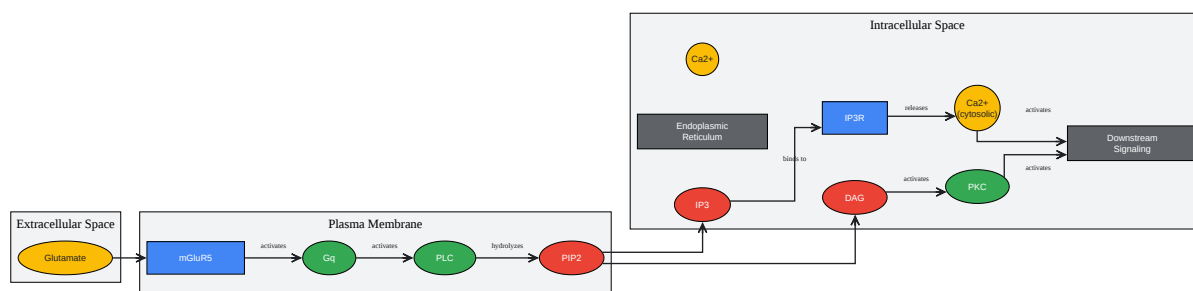 Extracellular Space
Glutamate
Plasma Membrane
mGluR5
activates
Gq
activates
PLC
hydrolyzes
PIP2
Intracellular Space
Ca2+
Endoplasmic
Reticulum
IP3
binds to
IP3R
releases
Ca2+
(cytosolic)
activates
DAG
activates
PKC
activates
Downstream
Signaling